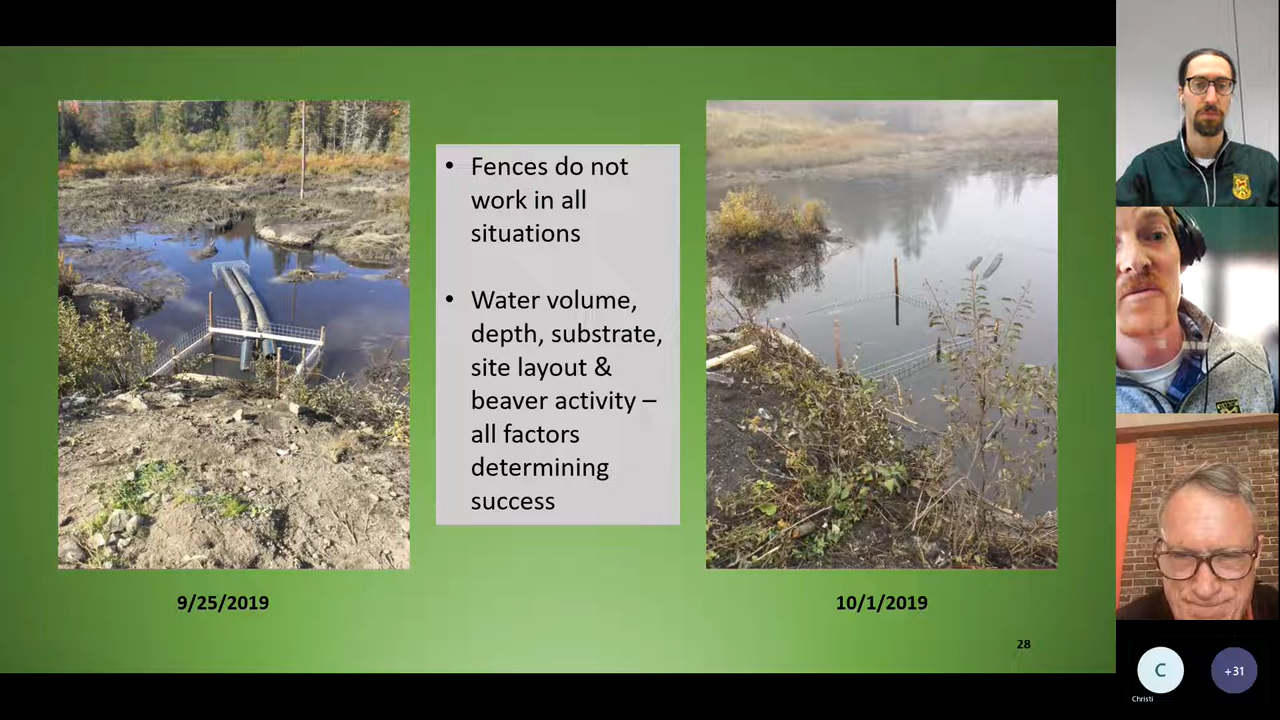 • Fences do not
work in all
situations
• Water volume,
depth, substrate,
site layout &
beaver activity –
all factors
determining
success
9/25/2019
10/1/2019
28
C
+31
Christi